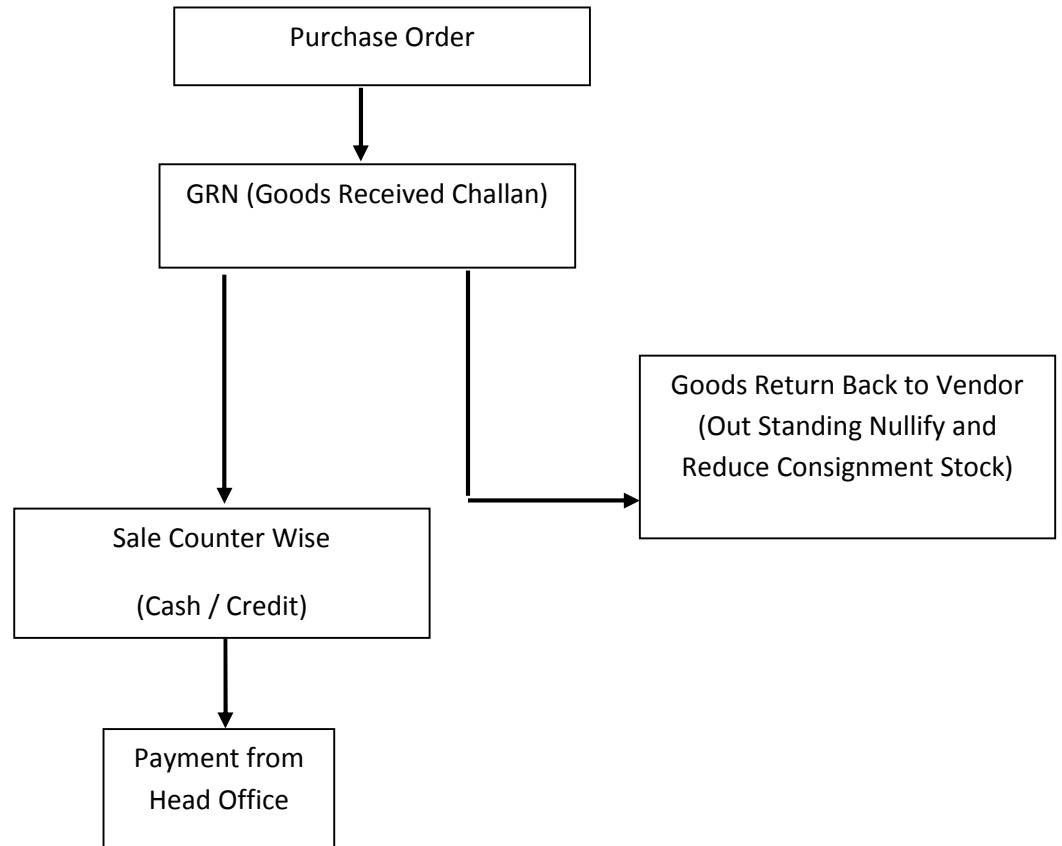 Purchase Order
GRN (Goods Received Challan)
Goods Return Back to Vendor
(Out Standing Nullify and
Reduce Consignment Stock)
Sale Counter Wise
(Cash / Credit)
Payment from
Head Office